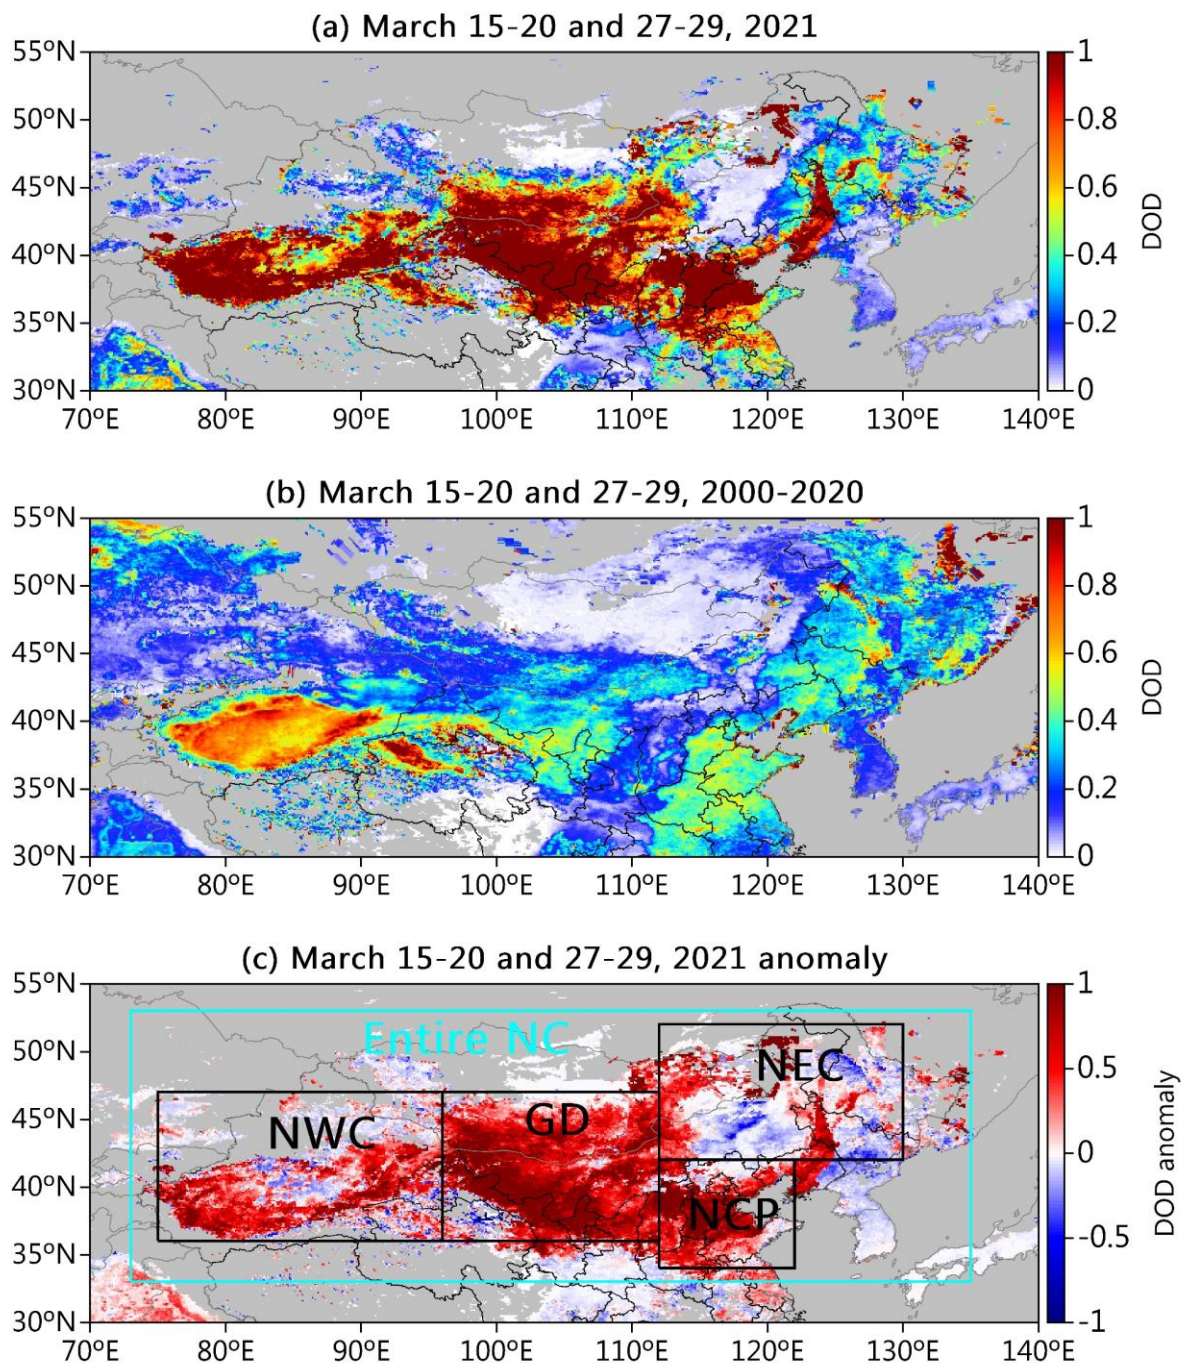 (a) March 15-20 and 27-29, 2021
55°N
50°N
45°N
40°N
35°N
30°N
70°E 80°E 90°E 100°E 110°E 120°E 130°E 140°E
1
0.8
0.6
0.4
0.2
0
DOD
(b) March 15-20 and 27-29, 2000-2020
55°N
50°N
45°N
40°N
35°N
30°N
70°E 80°E 90°E 100°E 110°E 120°E 130°E 140°E
1
0.8
0.6
0.4
0.2
0
DOD
(c) March 15-20 and 27-29, 2021 anomaly
55°N
50°N
45°N
40°N
35°N
30°N
Entire NC
NEC
NWC
GD
NCP
70°E 80°E 90°E 100°E 110°E 120°E 130°E 140°E
1
0.5
0
-0.5
-1
DOD anomaly